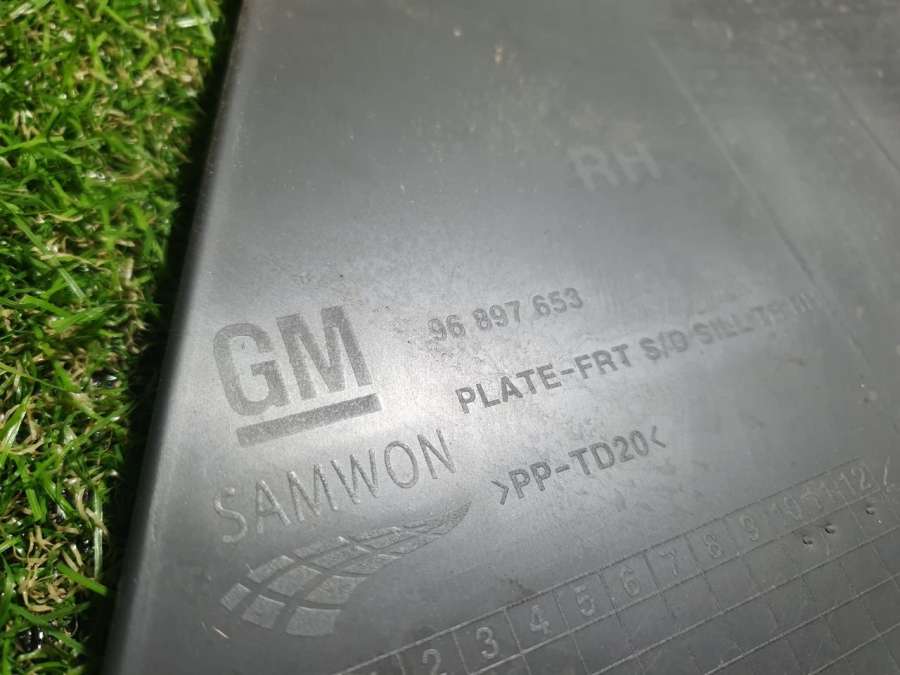 RH
GM
96 897 653
PLATE-FRT S/D SILL TRIM
SAMWON
>PP-TD20<
2 3 4 5 6 7 8 9 10 11 12